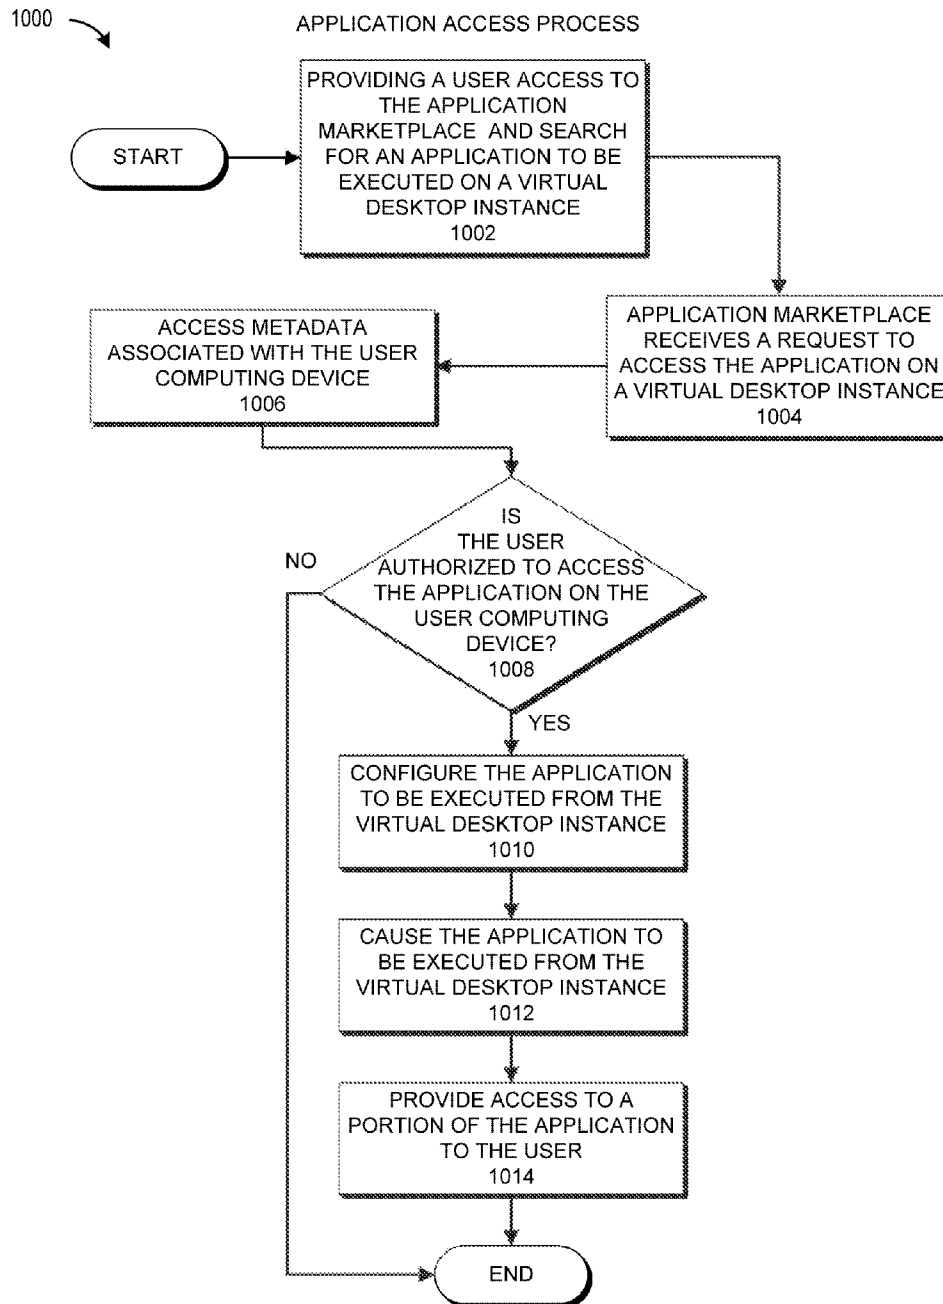 1000
APPLICATION ACCESS PROCESS
START
PROVIDING A USER ACCESS TO
THE APPLICATION
MARKETPLACE AND SEARCH
FOR AN APPLICATION TO BE
EXECUTED ON A VIRTUAL
DESKTOP INSTANCE
1002
APPLICATION MARKETPLACE
RECEIVES A REQUEST TO
ACCESS THE APPLICATION ON
A VIRTUAL DESKTOP INSTANCE
1004
ACCESS METADATA
ASSOCIATED WITH THE USER
COMPUTING DEVICE
1006
IS
THE USER
AUTHORIZED TO ACCESS
THE APPLICATION ON THE
USER COMPUTING
DEVICE?
1008
NO
YES
CONFIGURE THE APPLICATION
TO BE EXECUTED FROM THE
VIRTUAL DESKTOP INSTANCE
1010
CAUSE THE APPLICATION TO
BE EXECUTED FROM THE
VIRTUAL DESKTOP INSTANCE
1012
PROVIDE ACCESS TO A
PORTION OF THE APPLICATION
TO THE USER
1014
END